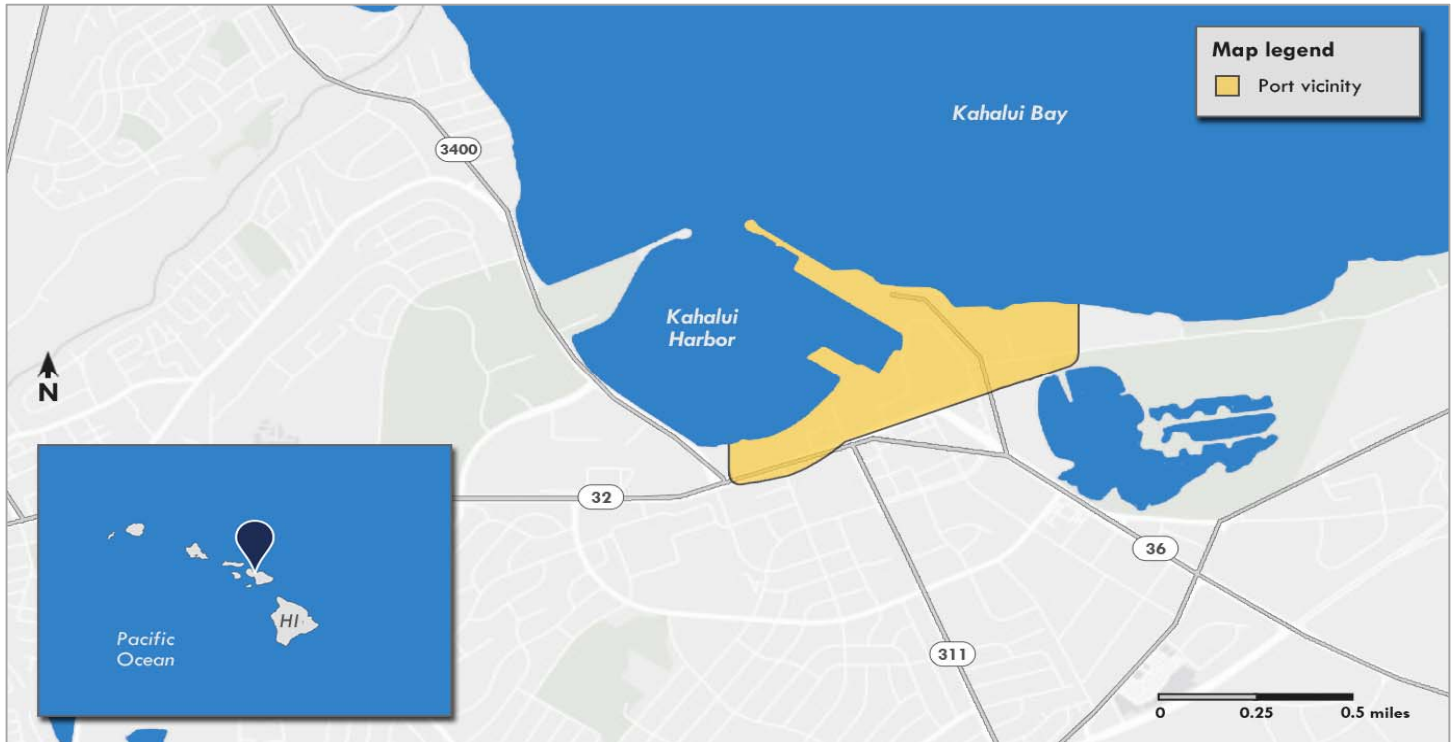 Map legend
Port vicinity
Kahalui Bay
3400
Kahalui
Harbor
N
32
36
311
HI
Pacific
Ocean
0 0.25 0.5 miles